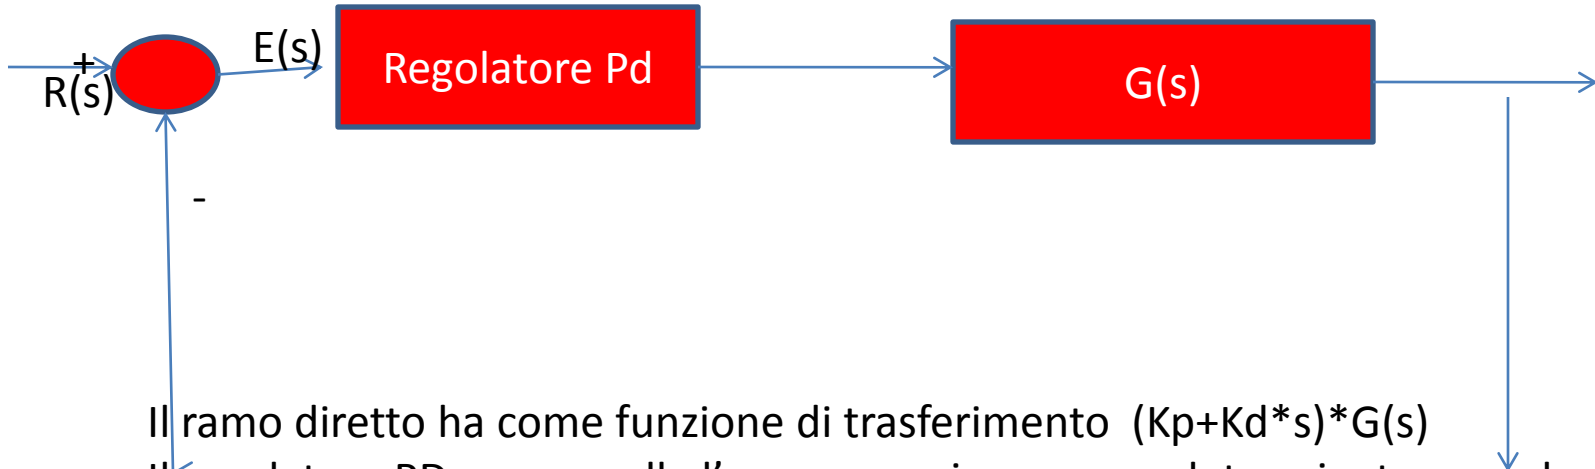 +
R(s)
E(s)
Regolatore Pd
G(s)
-
Il ramo diretto ha come funzione di trasferimento (Kp+Kd*s)*G(s)